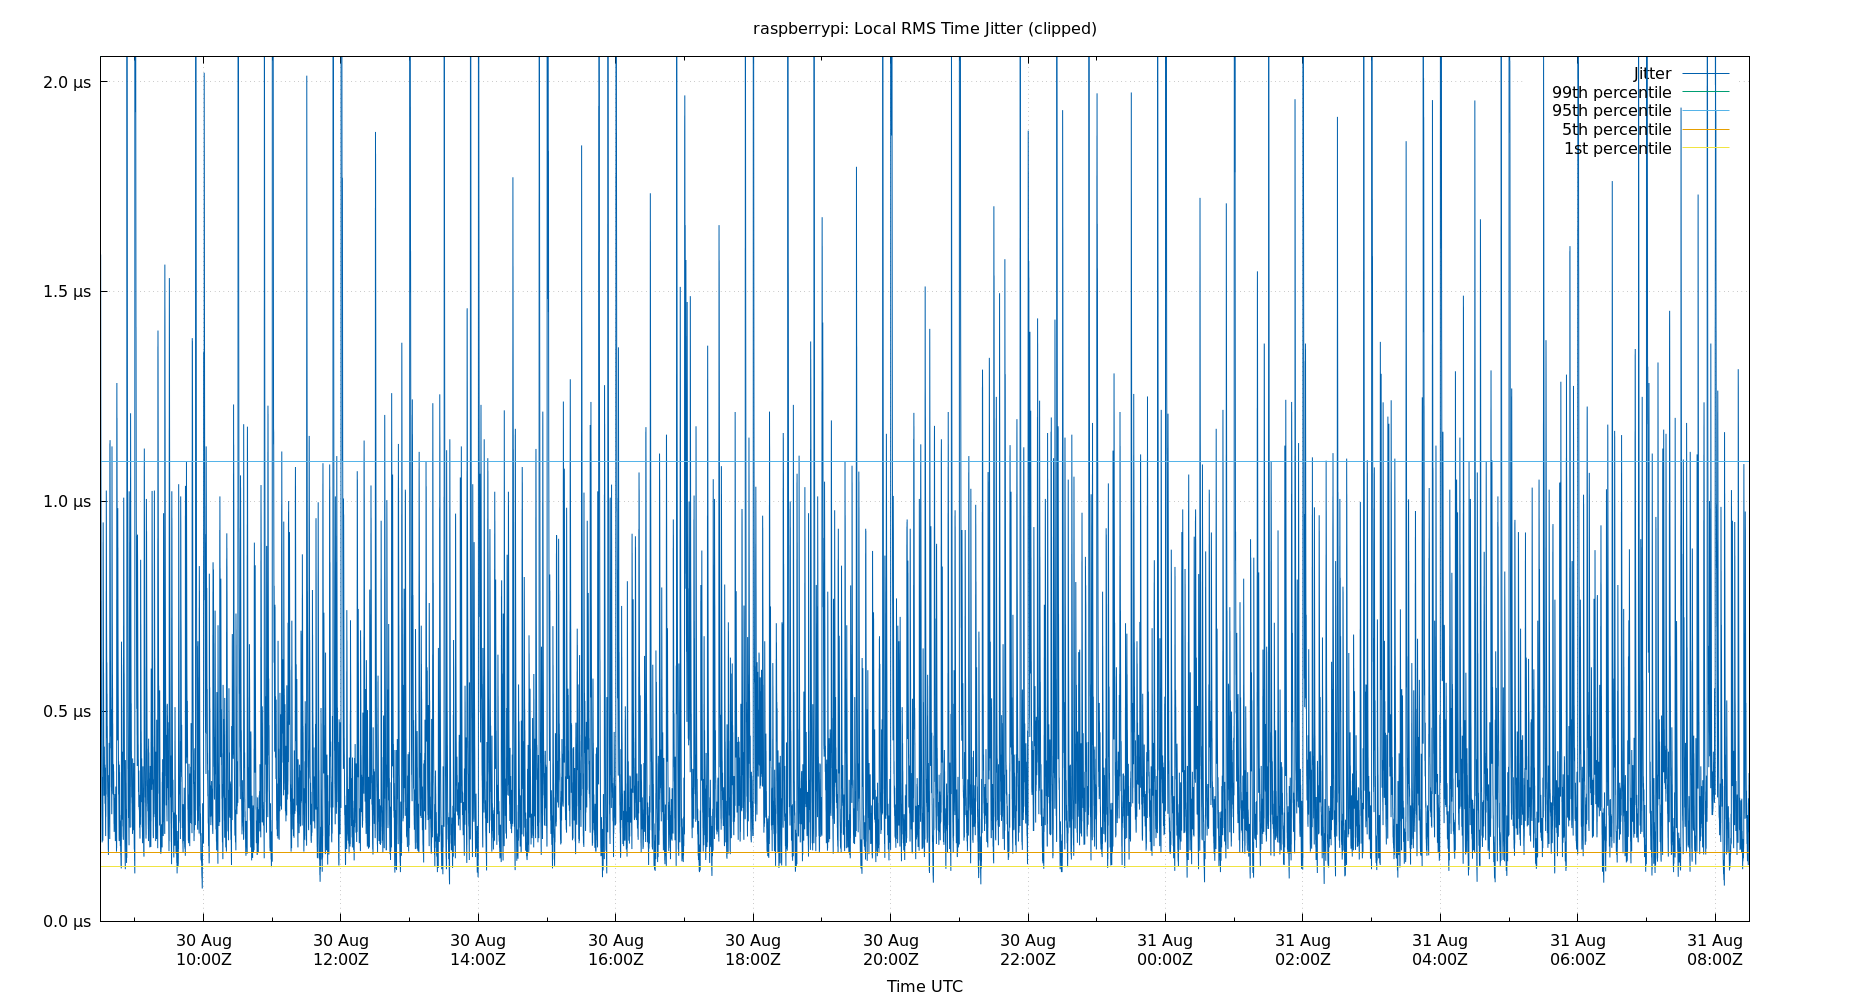 raspberrypi: Local RMS Time Jitter (clipped)
2.0 µs
1.5 µs
1.0 µs
0.5 µs
0.0 µs
Jitter
99th percentile
95th percentile
5th percentile
1st percentile
30 Aug
10:00Z
30 Aug
12:00Z
30 Aug
14:00Z
30 Aug
16:00Z
30 Aug
18:00Z
30 Aug
20:00Z
30 Aug
22:00Z
31 Aug
00:00Z
31 Aug
02:00Z
31 Aug
04:00Z
31 Aug
06:00Z
31 Aug
08:00Z
Time UTC